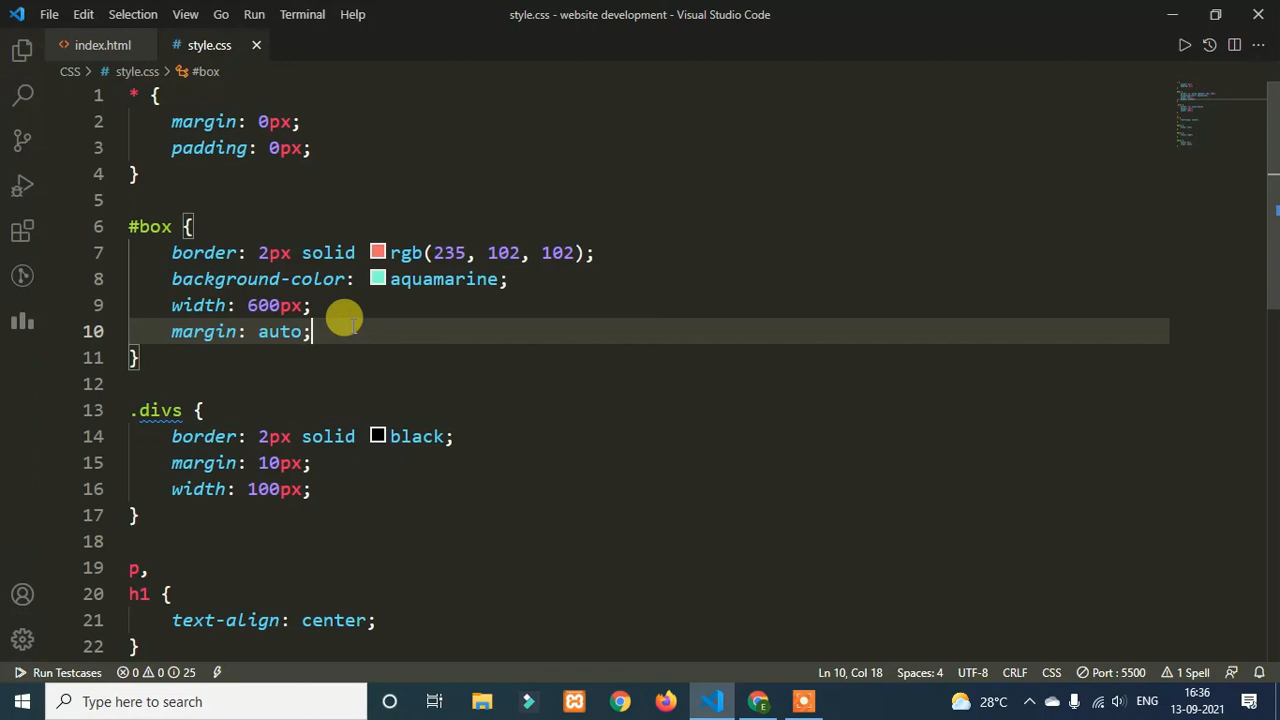 File Edit Selection View Go Run Terminal Help style.css - website development - Visual Studio Code
<> index.html # style.css
CSS > # style.css > #box
1 * {
2 margin: 0px;
3 padding: 0px;
4 }
5
6 #box {
7 border: 2px solid rgb(235, 102, 102);
8 background-color: aquamarine;
9 width: 600px;
10 margin: auto;
11 }
12
13 .divs {
14 border: 2px solid black;
15 margin: 10px;
16 width: 100px;
17 }
18
19 p,
20 h1 {
21 text-align: center;
22 }
Run Testcases 0 0 25 Ln 10, Col 18 Spaces: 4 UTF-8 CRLF CSS Port : 5500 1 Spell
Type here to search 28°C ENG 16:36
13-09-2021